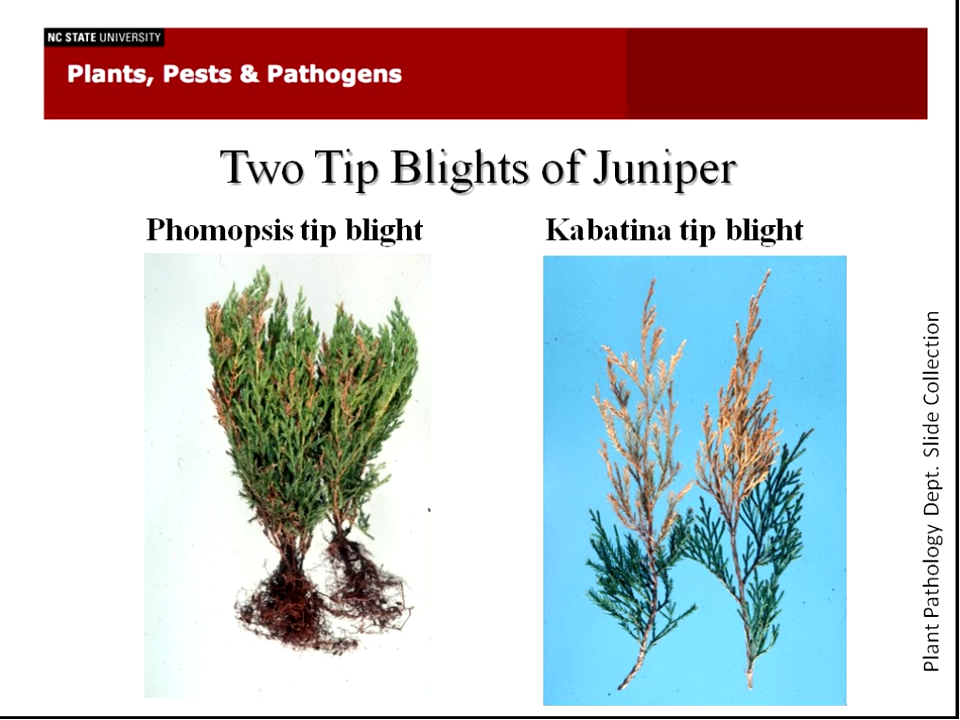 NC STATE UNIVERSITY
Plants, Pests & Pathogens
Two Tip Blights of Juniper
Phomopsis tip blight
Kabatina tip blight
Plant Pathology Dept. Slide Collection